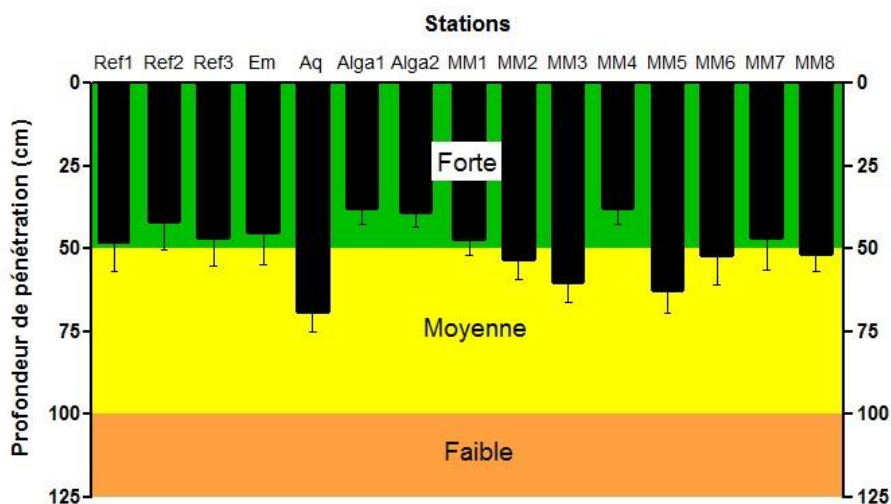 Stations
Ref1 Ref2 Ref3 Em Aq Alga1 Alga2 MM1 MM2 MM3 MM4 MM5 MM6 MM7 MM8
Profondeur de pénétration (cm)
0 0
25 Forte 25
50 50
75 Moyenne 75
100 100
Faible
125 125